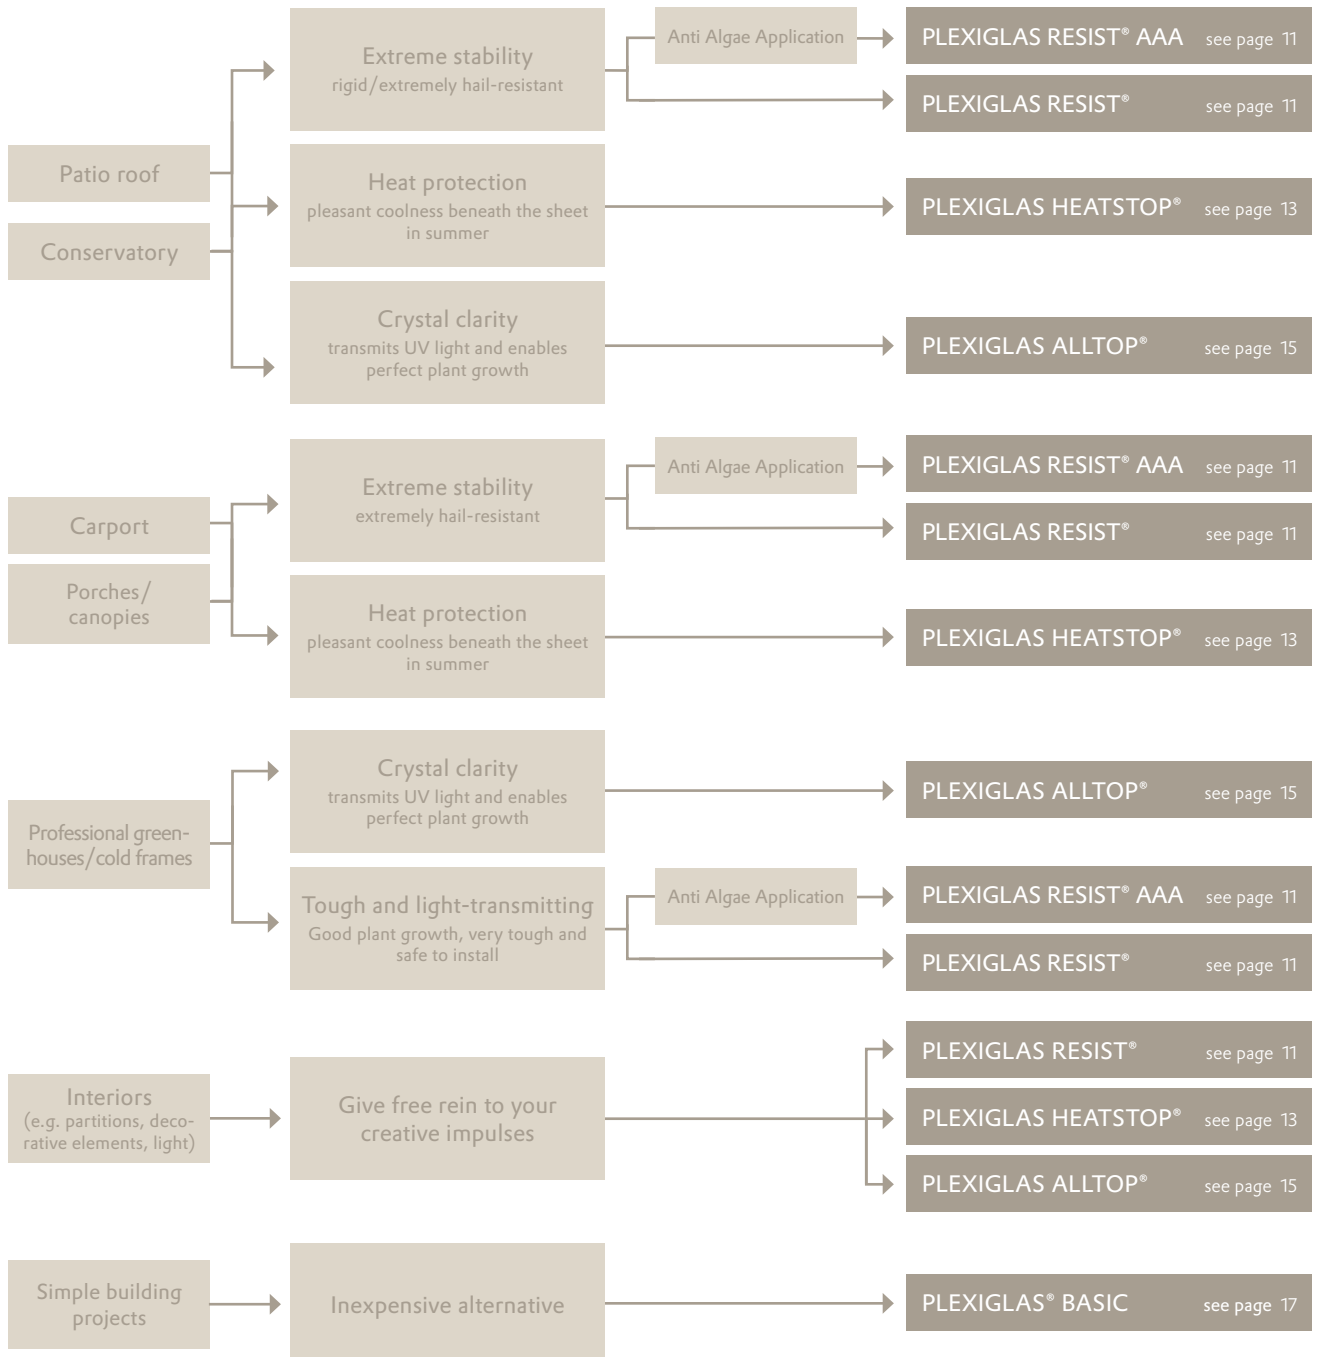 Patio roof
Conservatory
Extreme stability
rigid/extremely hail-resistant
Anti Algae Application
PLEXIGLAS RESIST® AAA see page 11
PLEXIGLAS RESIST® see page 11
Heat protection
pleasant coolness beneath the sheet
in summer
PLEXIGLAS HEATSTOP® see page 13
Crystal clarity
transmits UV light and enables
perfect plant growth
PLEXIGLAS ALLTOP® see page 15
Carport
Porches/
canopies
Extreme stability
extremely hail-resistant
Anti Algae Application
PLEXIGLAS RESIST® AAA see page 11
PLEXIGLAS RESIST® see page 11
Heat protection
pleasant coolness beneath the sheet
in summer
PLEXIGLAS HEATSTOP® see page 13
Professional green-
houses/cold frames
Crystal clarity
transmits UV light and enables
perfect plant growth
PLEXIGLAS ALLTOP® see page 15
Tough and light-transmitting
Good plant growth, very tough and
safe to install
Anti Algae Application
PLEXIGLAS RESIST® AAA see page 11
PLEXIGLAS RESIST® see page 11
Interiors
(e.g. partitions, deco-
rative elements, light)
Give free rein to your
creative impulses
PLEXIGLAS RESIST® see page 11
PLEXIGLAS HEATSTOP® see page 13
PLEXIGLAS ALLTOP® see page 15
Simple building
projects
Inexpensive alternative
PLEXIGLAS® BASIC see page 17